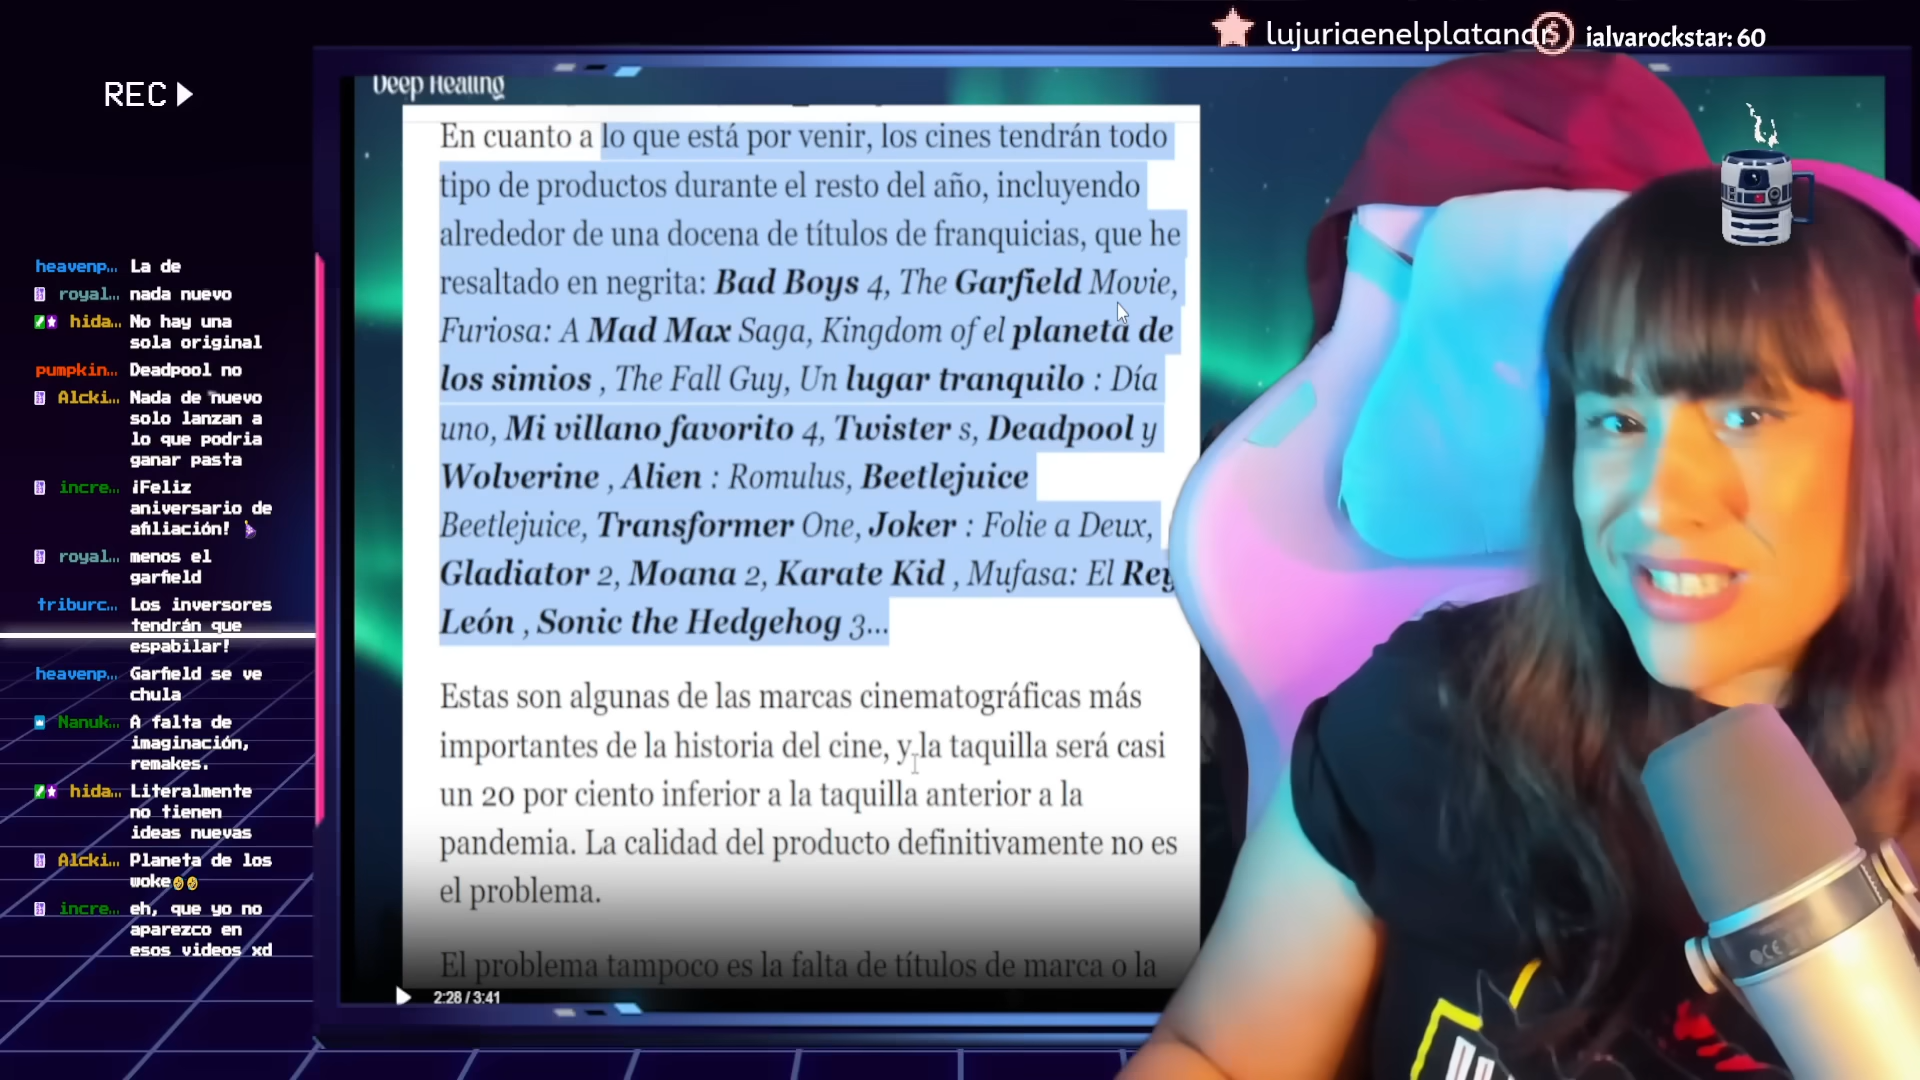 lujuriaenelplatanar
ialvarockstar: 60
REC
Deep Healing
En cuanto a lo que está por venir, los cines tendrán todo
tipo de productos durante el resto del año, incluyendo
alrededor de una docena de títulos de franquicias, que he
resaltado en negrita: Bad Boys 4, The Garfield Movie,
Furiosa: A Mad Max Saga, Kingdom of el planeta de
los simios , The Fall Guy, Un lugar tranquilo : Día
uno, Mi villano favorito 4, Twister s, Deadpool y
Wolverine , Alien : Romulus, Beetlejuice
Beetlejuice, Transformer One, Joker : Folie a Deux,
Gladiator 2, Moana 2, Karate Kid , Mufasa: El Rey
León , Sonic the Hedgehog 3...
Estas son algunas de las marcas cinematográficas más
importantes de la historia del cine, y la taquilla será casi
un 20 por ciento inferior a la taquilla anterior a la
pandemia. La calidad del producto definitivamente no es
el problema.
El problema tampoco es la falta de títulos de marca o la
2:28 / 3:41
heavenp... La de
royal... nada nuevo
hida... No hay una
sola original
pumpkin... Deadpool no
Alcki... Nada de nuevo
solo lanzan a
lo que podria
ganar pasta
incre... ¡Feliz
aniversario de
afiliación!
royal... menos el
garfield
triburc... Los inversores
tendrán que
espabilar!
heavenp... Garfield se ve
chula
Nanuk... A falta de
imaginación,
remakes.
hida... Literalmente
no tienen
ideas nuevas
Alcki... Planeta de los
woke
incre... eh, que yo no
aparezco en
esos videos xd